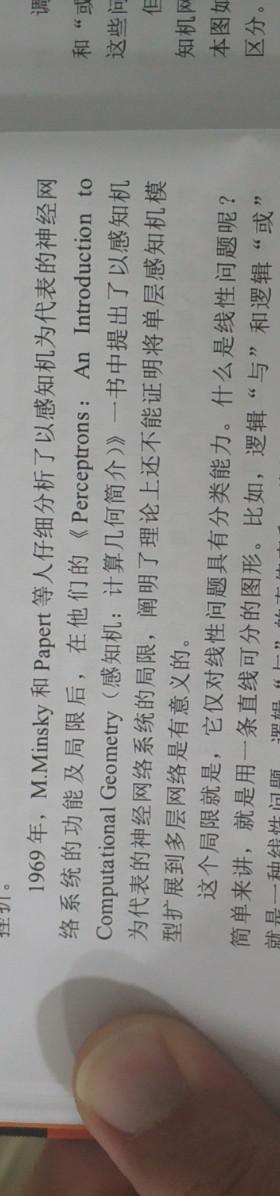 调
和“或
这些问
但
知机网
本图如
区分。
挫折。
1969年，M.Minsky 和 Papert 等人仔细分析了以感知机为代表的神经网
络系统的功能及局限后，在他们的《Perceptrons： An Introduction to
Computational Geometry（感知机：计算几何简介）》一书中提出了以感知机
为代表的神经网络系统的局限，阐明了理论上还不能证明将单层感知机模
型扩展到多层网络是有意义的。
这个局限就是，它仅对线性问题具有分类能力。什么是线性问题呢？
简单来讲，就是用一条直线可分的图形。比如，逻辑“与”和逻辑“或”
就是一种线性问题